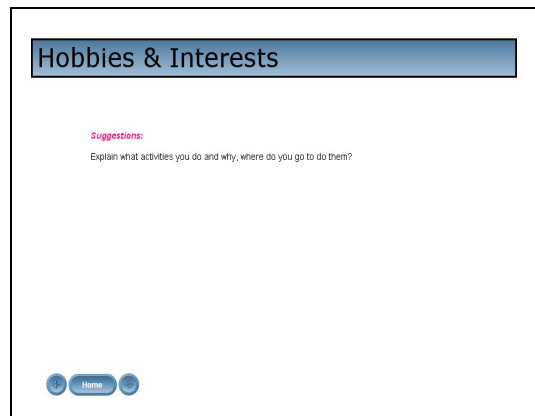 Hobbies & Interests
Suggestions:
Explain what activities you do and why, where do you go to do them?
Home